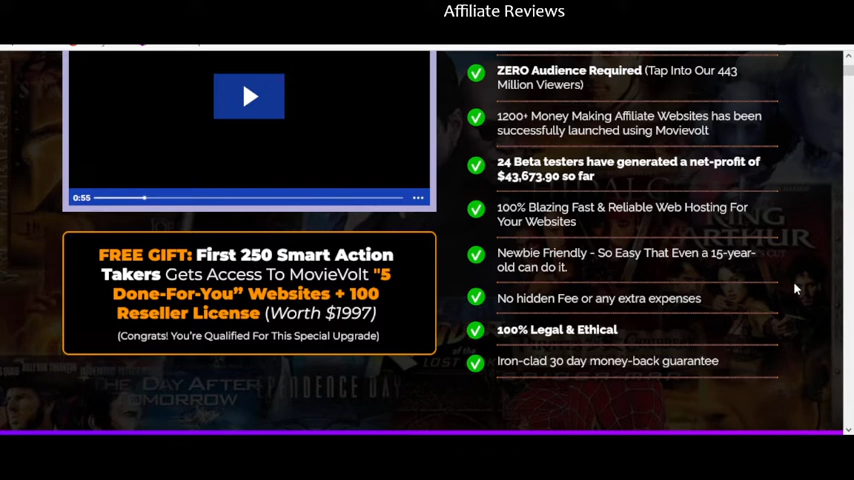 Affiliate Reviews
ZERO Audience Required (Tap Into Our 443
Million Viewers)
1200+ Money Making Affiliate Websites has been
successfully launched using Movievolt
24 Beta testers have generated a net-profit of
$43,673.90 so far
100% Blazing Fast & Reliable Web Hosting For
Your Websites
Newbie Friendly - So Easy That Even a 15-year-
old can do it.
No hidden Fee or any extra expenses
100% Legal & Ethical
Iron-clad 30 day money-back guarantee
0:55
FREE GIFT: First 250 Smart Action
Takers Gets Access To MovieVolt "5
Done-For-You” Websites + 100
Reseller License (Worth $1997)
(Congrats! You're Qualified For This Special Upgrade)
KING
ARTHUR
THE DAY AFTER
TOMORROW